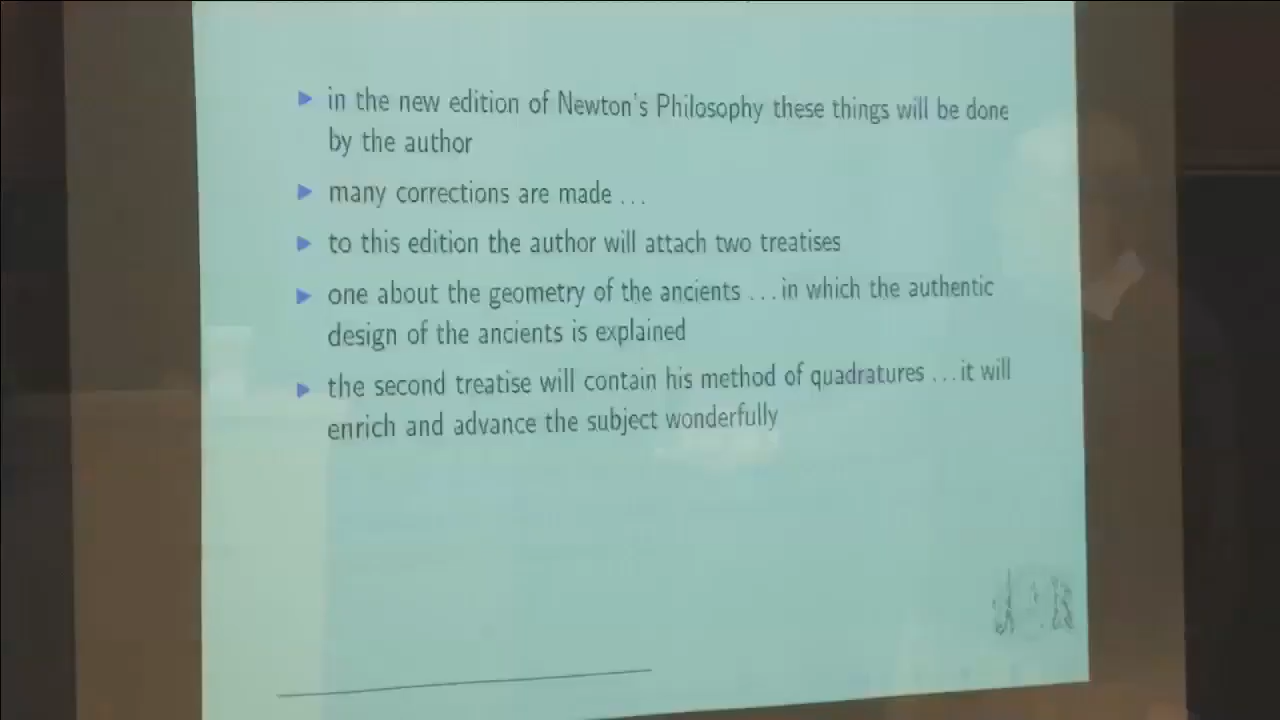 in the new edition of Newton's Philosophy these things will be done
by the author
many corrections are made ...
to this edition the author will attach two treatises
one about the geometry of the ancients ... in which the authentic
design of the ancients is explained
the second treatise will contain his method of quadratures ... it will
enrich and advance the subject wonderfully